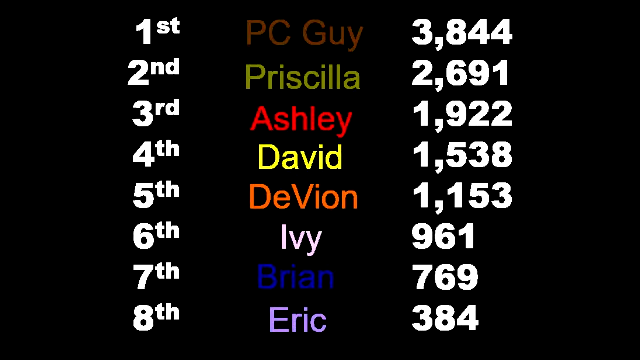 1st PC Guy 3,844
2nd Priscilla 2,691
3rd Ashley 1,922
4th David 1,538
5th DeVion 1,153
6th Ivy 961
7th Brian 769
8th Eric 384